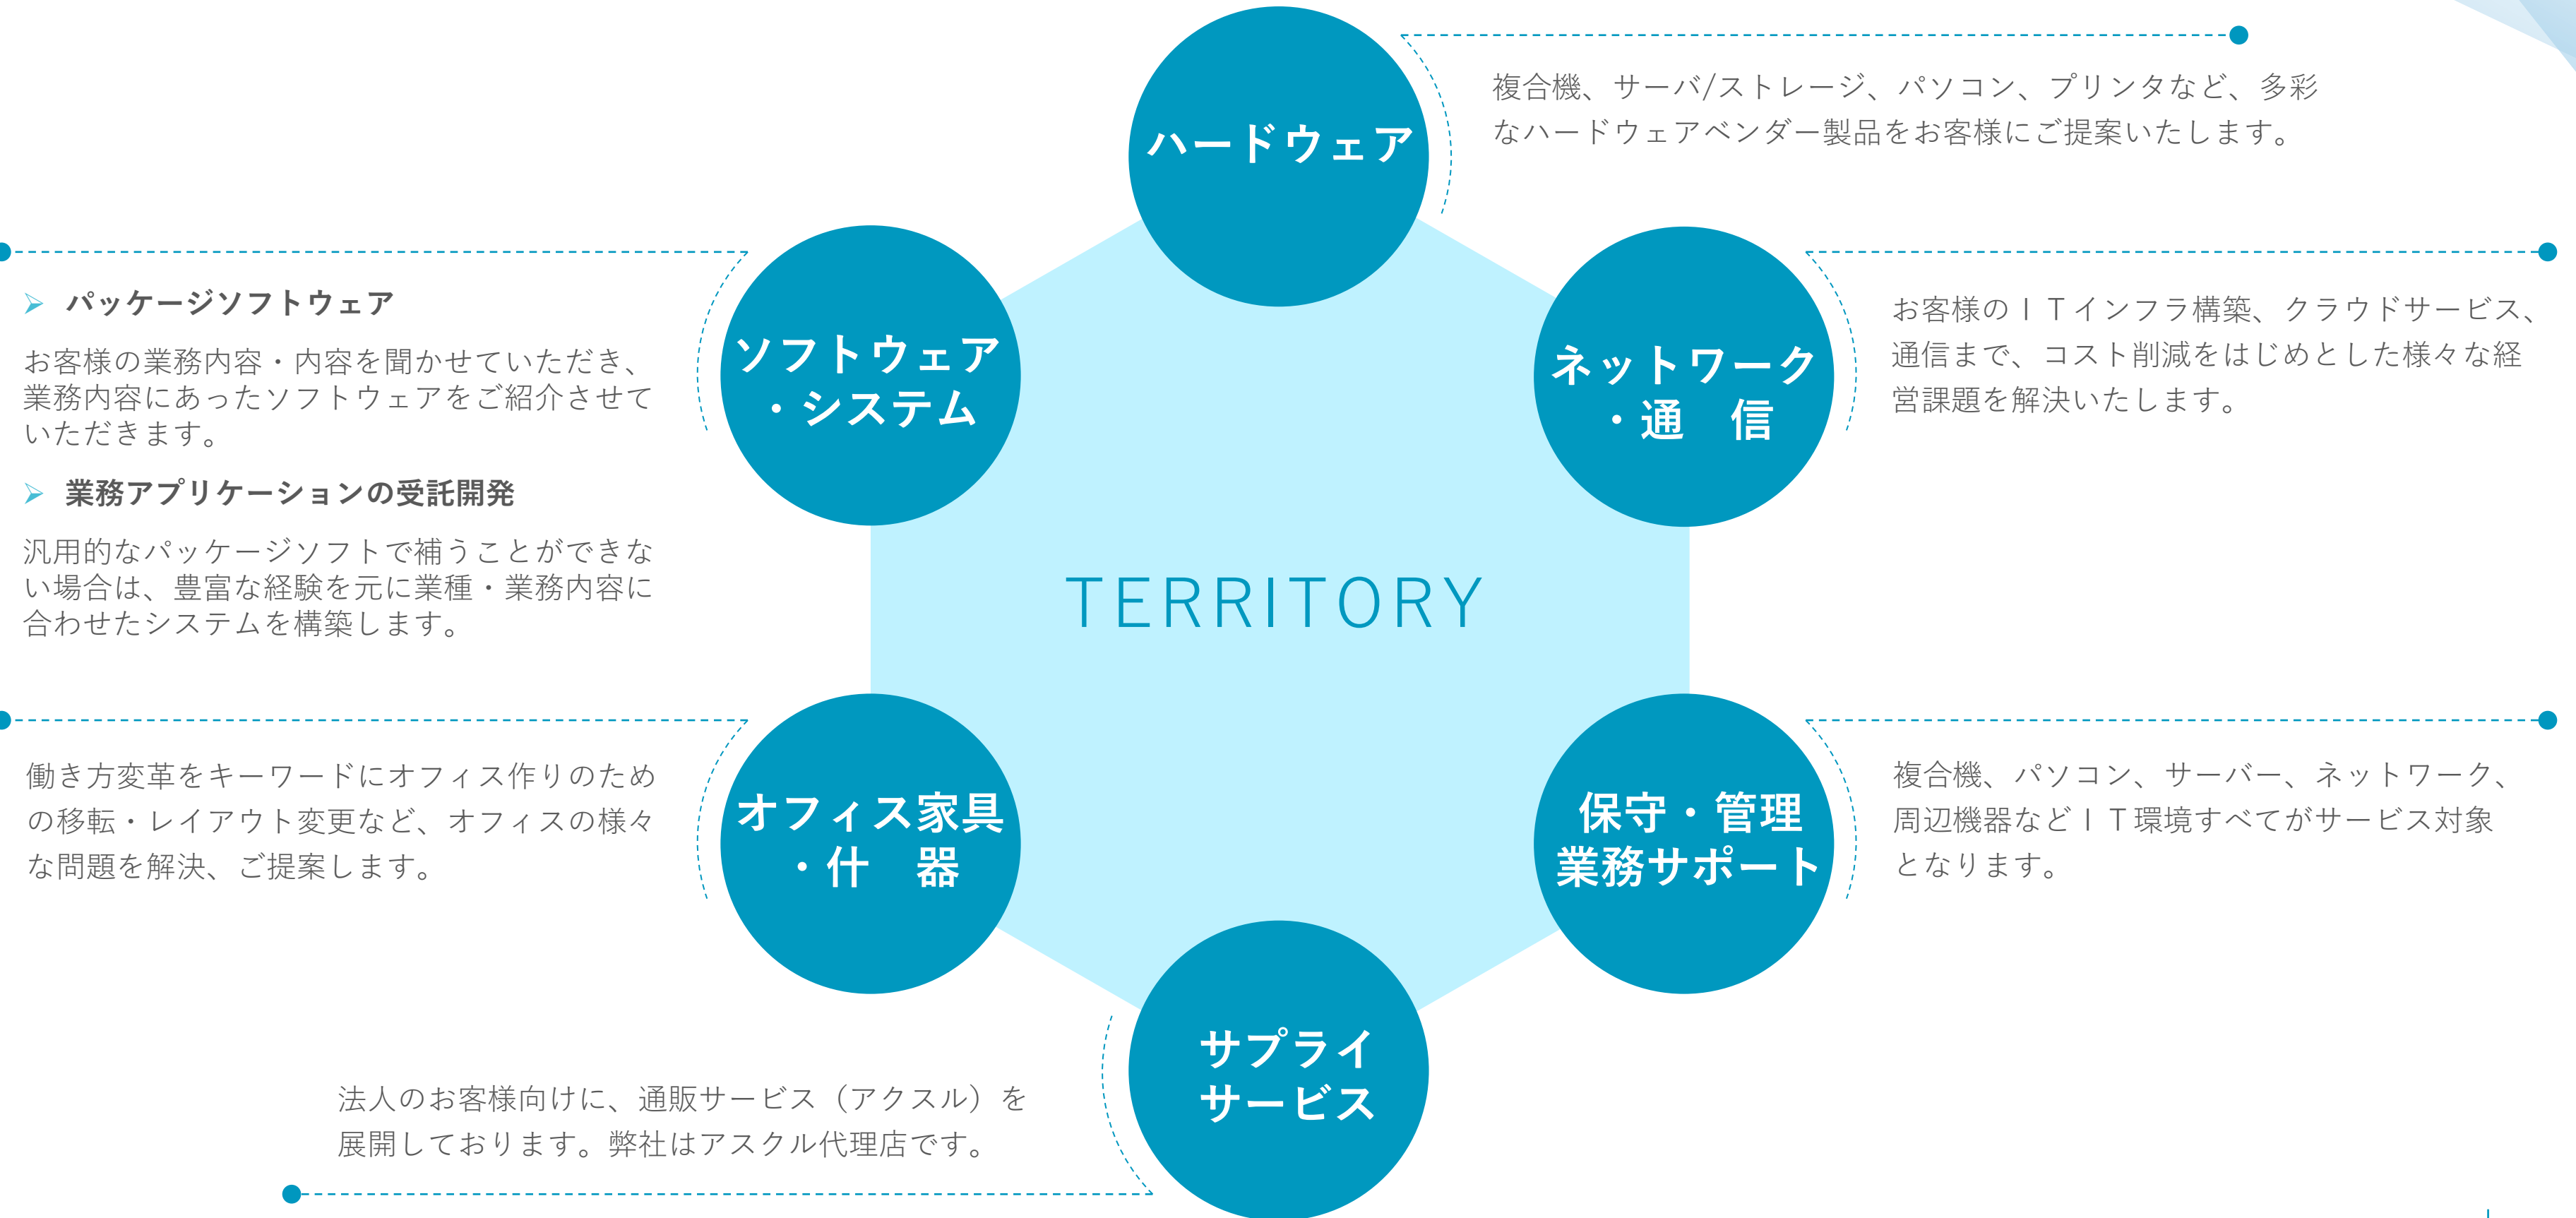 ハードウェア
複合機、サーバ/ストレージ、パソコン、プリンタなど、多彩
なハードウェアベンダー製品をお客様にご提案いたします。
ソフトウェア
・システム
➢ パッケージソフトウェア
お客様の業務内容・内容を聞かせていただき、
業務内容にあったソフトウェアをご紹介させて
いただきます。
➢ 業務アプリケーションの受託開発
汎用的なパッケージソフトで補うことができな
い場合は、豊富な経験を元に業種・業務内容に
合わせたシステムを構築します。
ネットワーク
・通　信
お客様のＩＴインフラ構築、クラウドサービス、
通信まで、コスト削減をはじめとした様々な経
営課題を解決いたします。
TERRITORY
オフィス家具
・什　器
働き方変革をキーワードにオフィス作りのため
の移転・レイアウト変更など、オフィスの様々
な問題を解決、ご提案します。
保守・管理
業務サポート
複合機、パソコン、サーバー、ネットワーク、
周辺機器などＩＴ環境すべてがサービス対象
となります。
サプライ
サービス
法人のお客様向けに、通販サービス（アクスル）を
展開しております。弊社はアスクル代理店です。